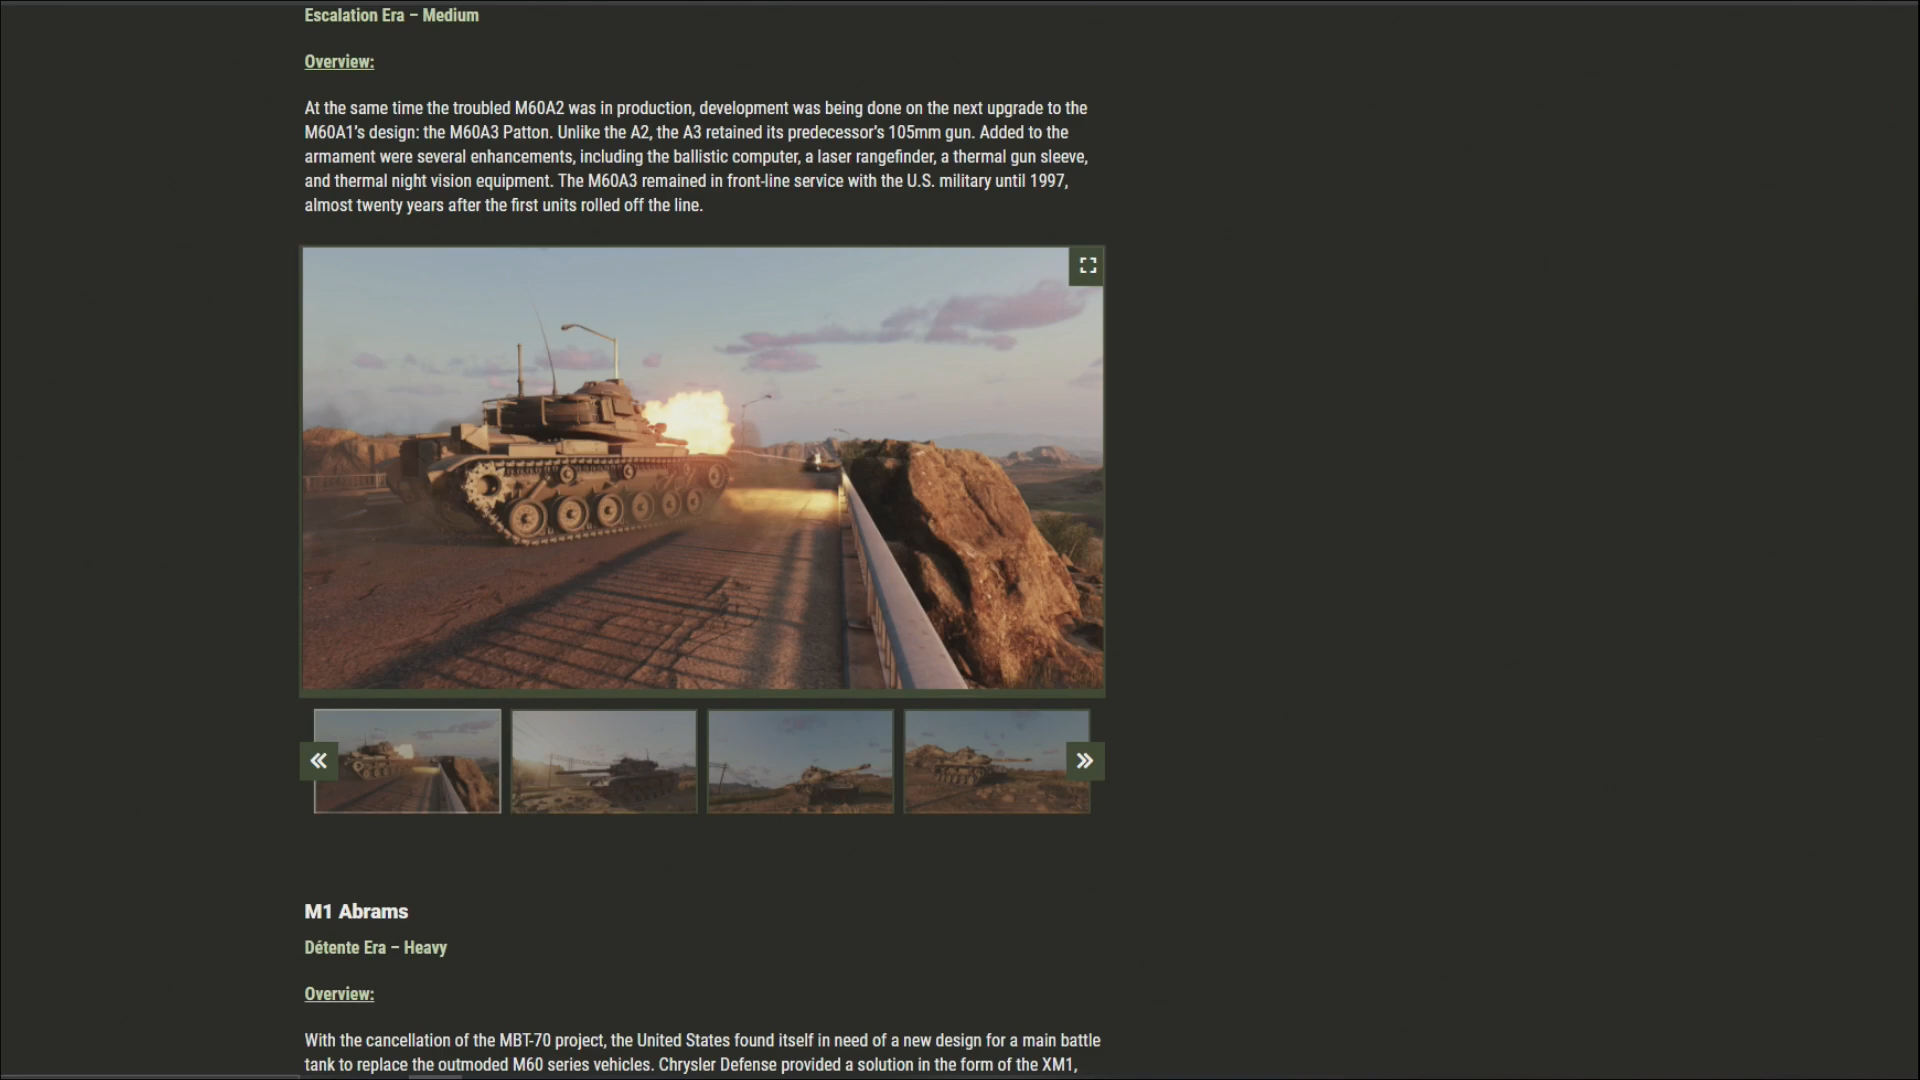 Escalation Era – Medium
Overview:
At the same time the troubled M60A2 was in production, development was being done on the next upgrade to the
M60A1's design: the M60A3 Patton. Unlike the A2, the A3 retained its predecessor's 105mm gun. Added to the
armament were several enhancements, including the ballistic computer, a laser rangefinder, a thermal gun sleeve,
and thermal night vision equipment. The M60A3 remained in front-line service with the U.S. military until 1997,
almost twenty years after the first units rolled off the line.
M1 Abrams
Détente Era – Heavy
Overview:
With the cancellation of the MBT-70 project, the United States found itself in need of a new design for a main battle
tank to replace the outmoded M60 series vehicles. Chrysler Defense provided a solution in the form of the XM1,